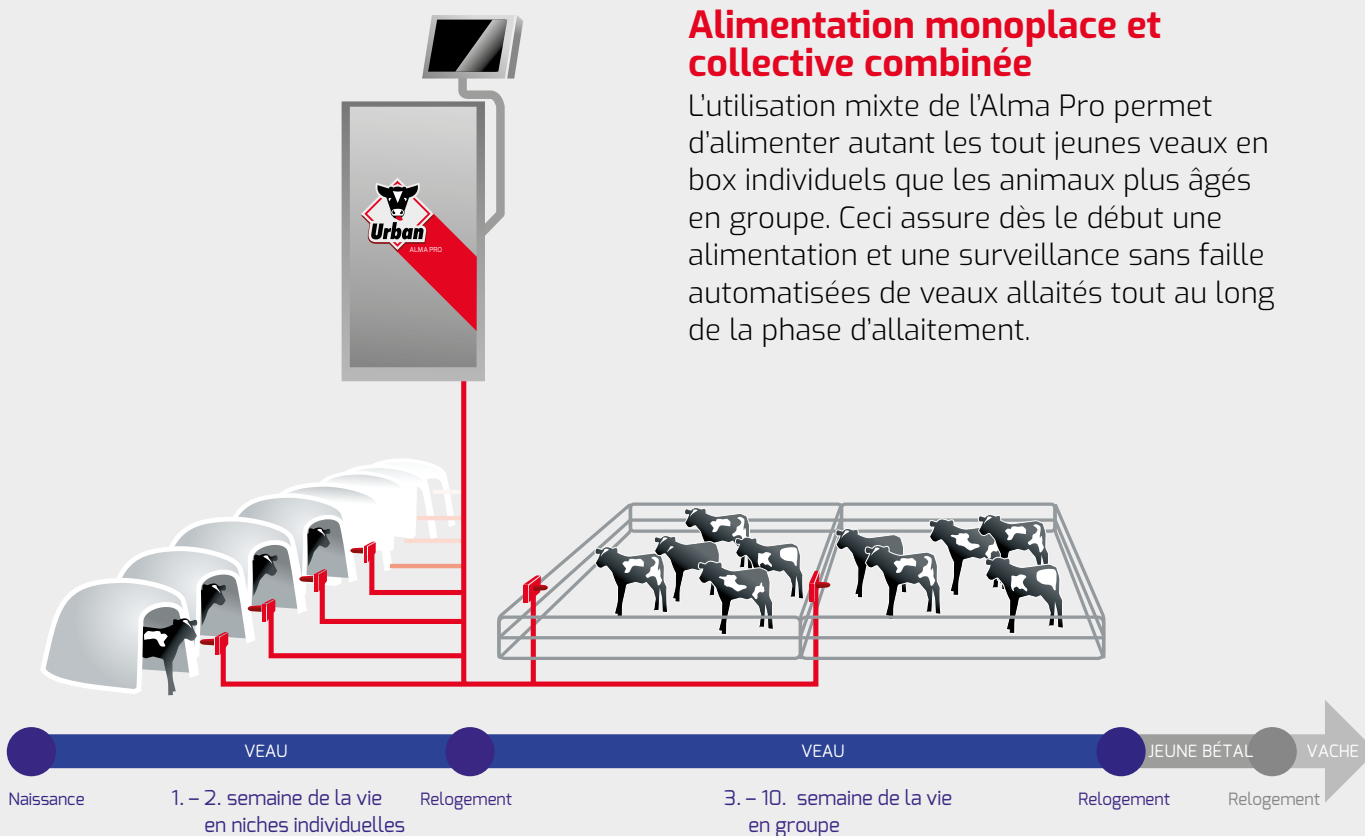 Alimentation monoplace et
collective combinée
L'utilisation mixte de l'Alma Pro permet
d'alimenter autant les tout jeunes veaux en
box individuels que les animaux plus âgés
en groupe. Ceci assure dès le début une
alimentation et une surveillance sans faille
automatisées de veaux allaités tout au long
de la phase d'allaitement.
Urban
ALMA PRO
VEAU
VEAU
JEUNE BÉTAL
VACHE
Naissance
1. – 2. semaine de la vie
en niches individuelles
Relogement
3. – 10. semaine de la vie
en groupe
Relogement
Relogement